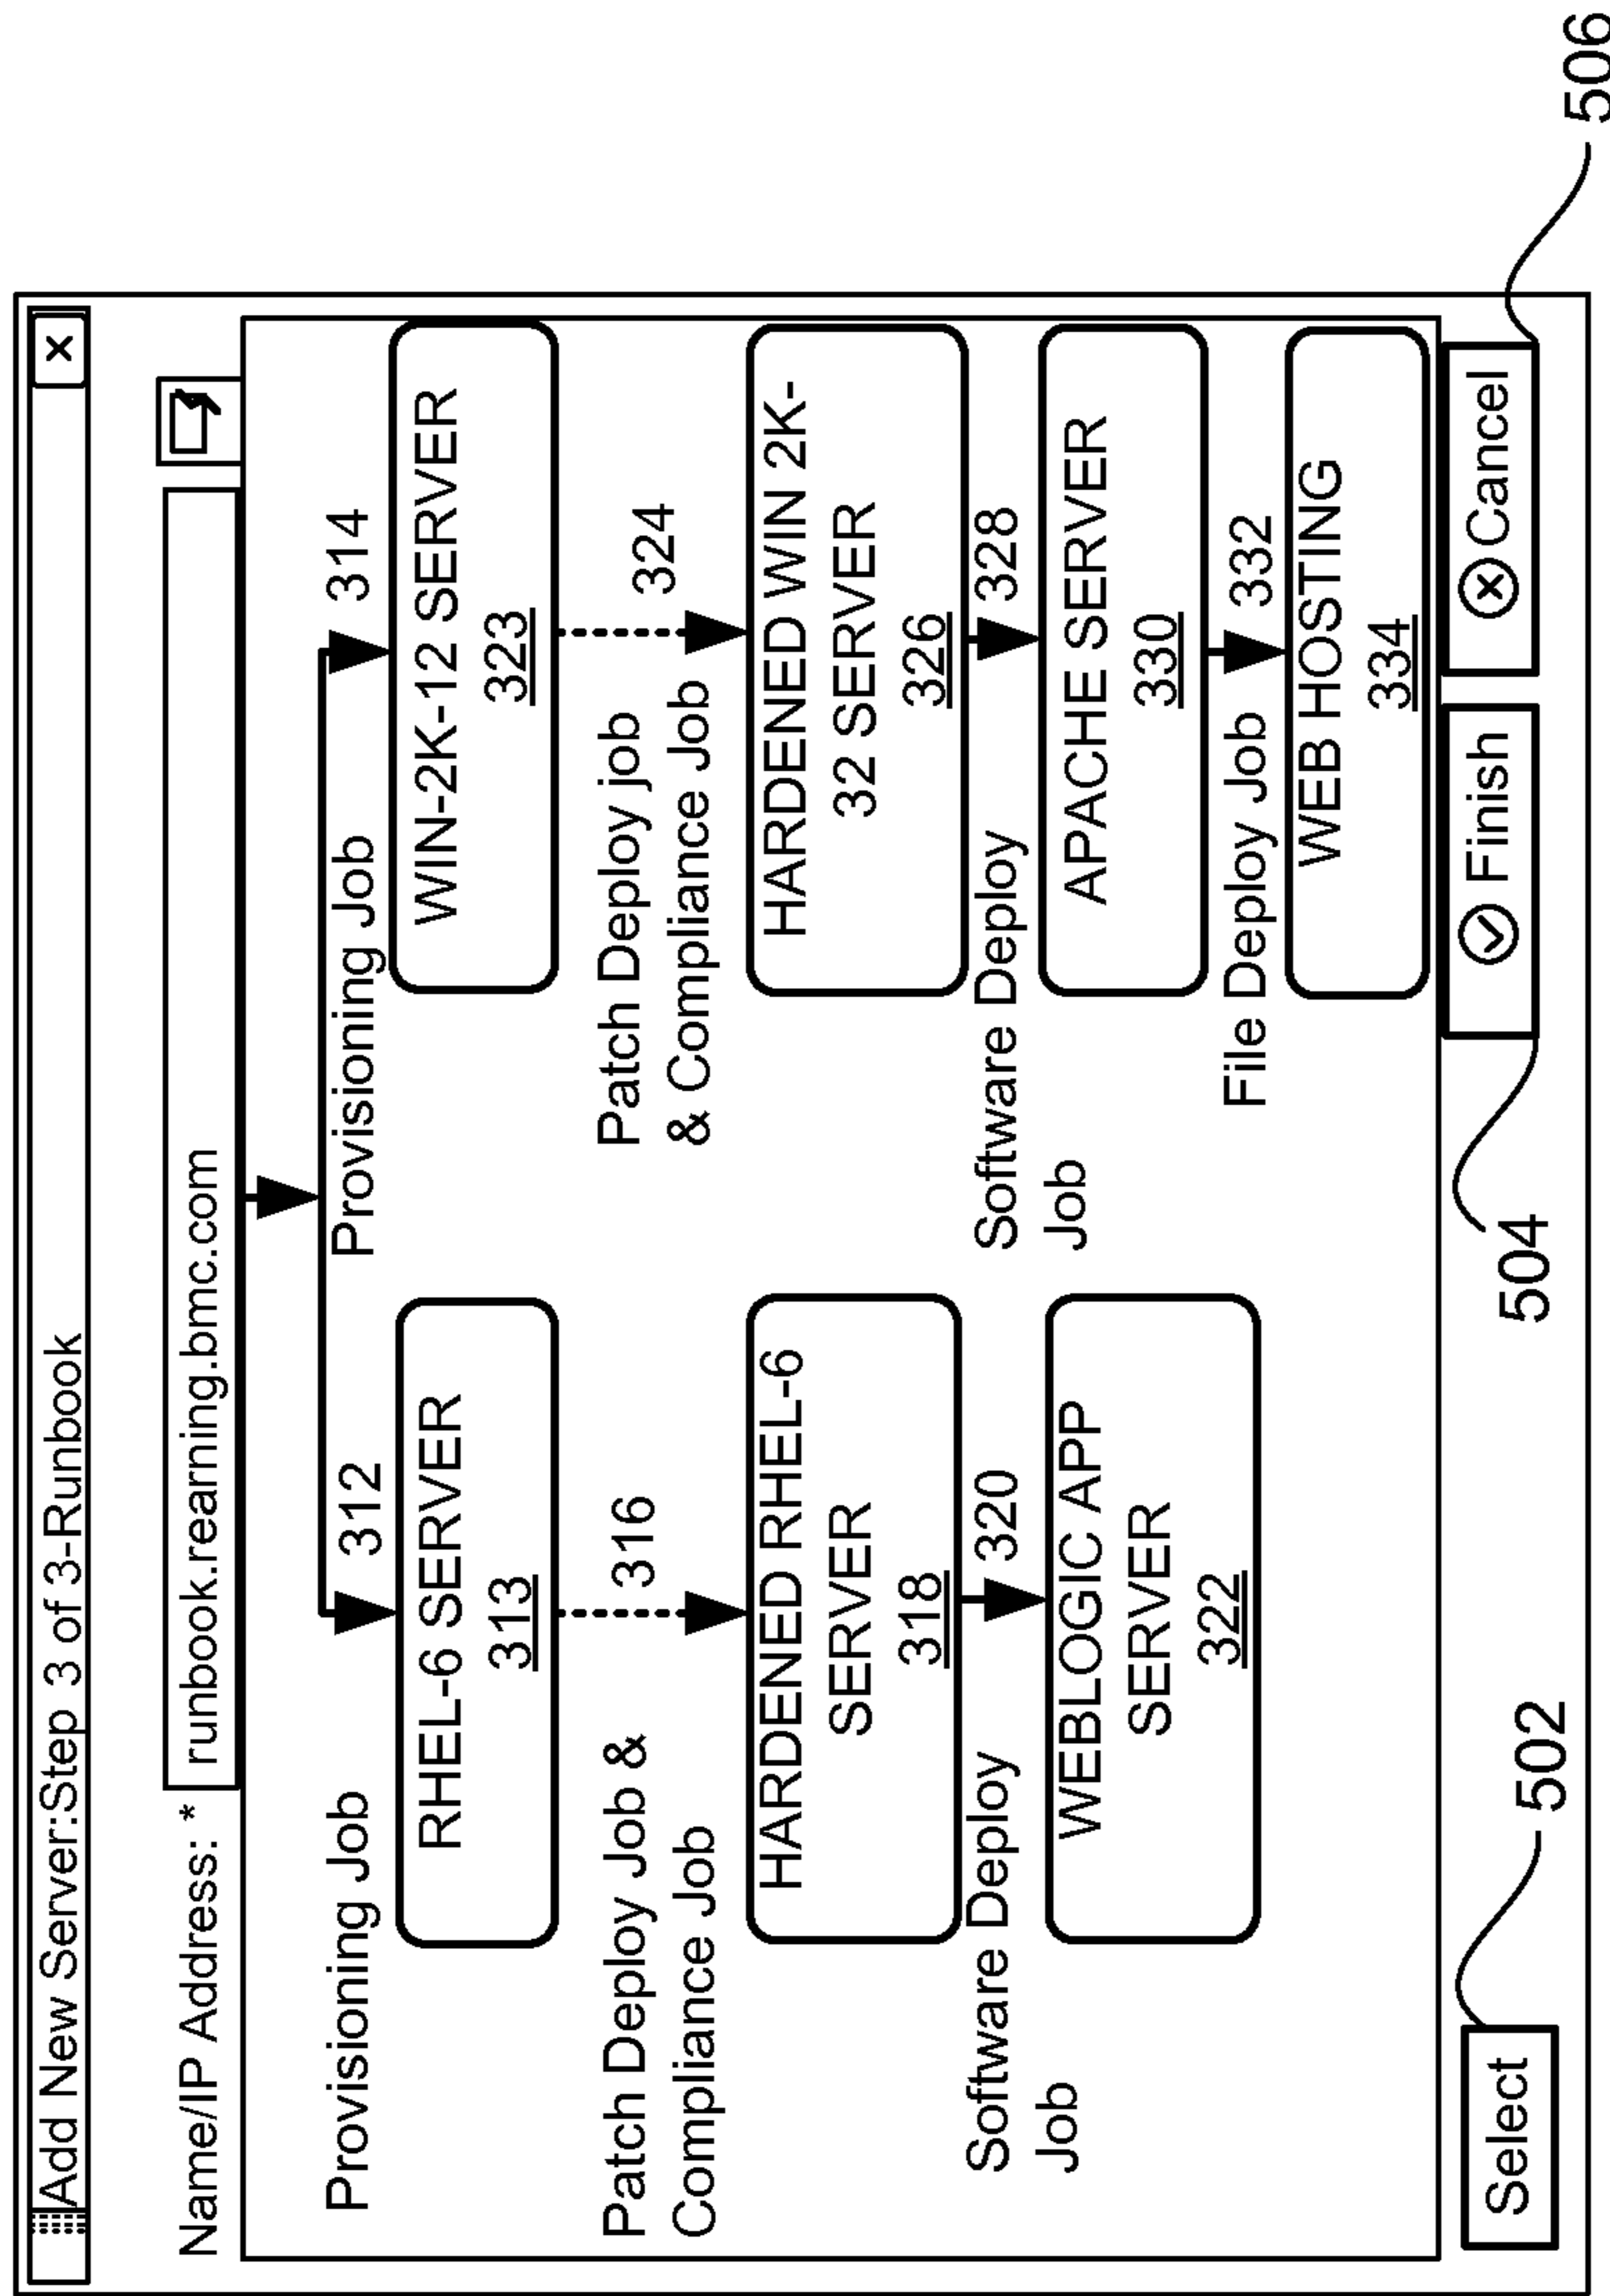 Add New Server:Step 3 of 3-Runbook
x
Name/IP Address: *
runbook.rearning.bmc.com
Provisioning Job
312
Provisioning Job
314
RHEL-6 SERVER
313
WIN-2K-12 SERVER
323
Patch Deploy Job &
Compliance Job
316
Patch Deploy job
& Compliance Job
324
HARDENED RHEL-6
SERVER
318
HARDENED WIN 2K-
32 SERVER
326
Software Deploy
Job
320
Software Deploy
Job
328
WEBLOGIC APP
SERVER
322
APACHE SERVER
330
File Deploy Job
332
WEB HOSTING
334
Select
Finish
x Cancel
502
504
506